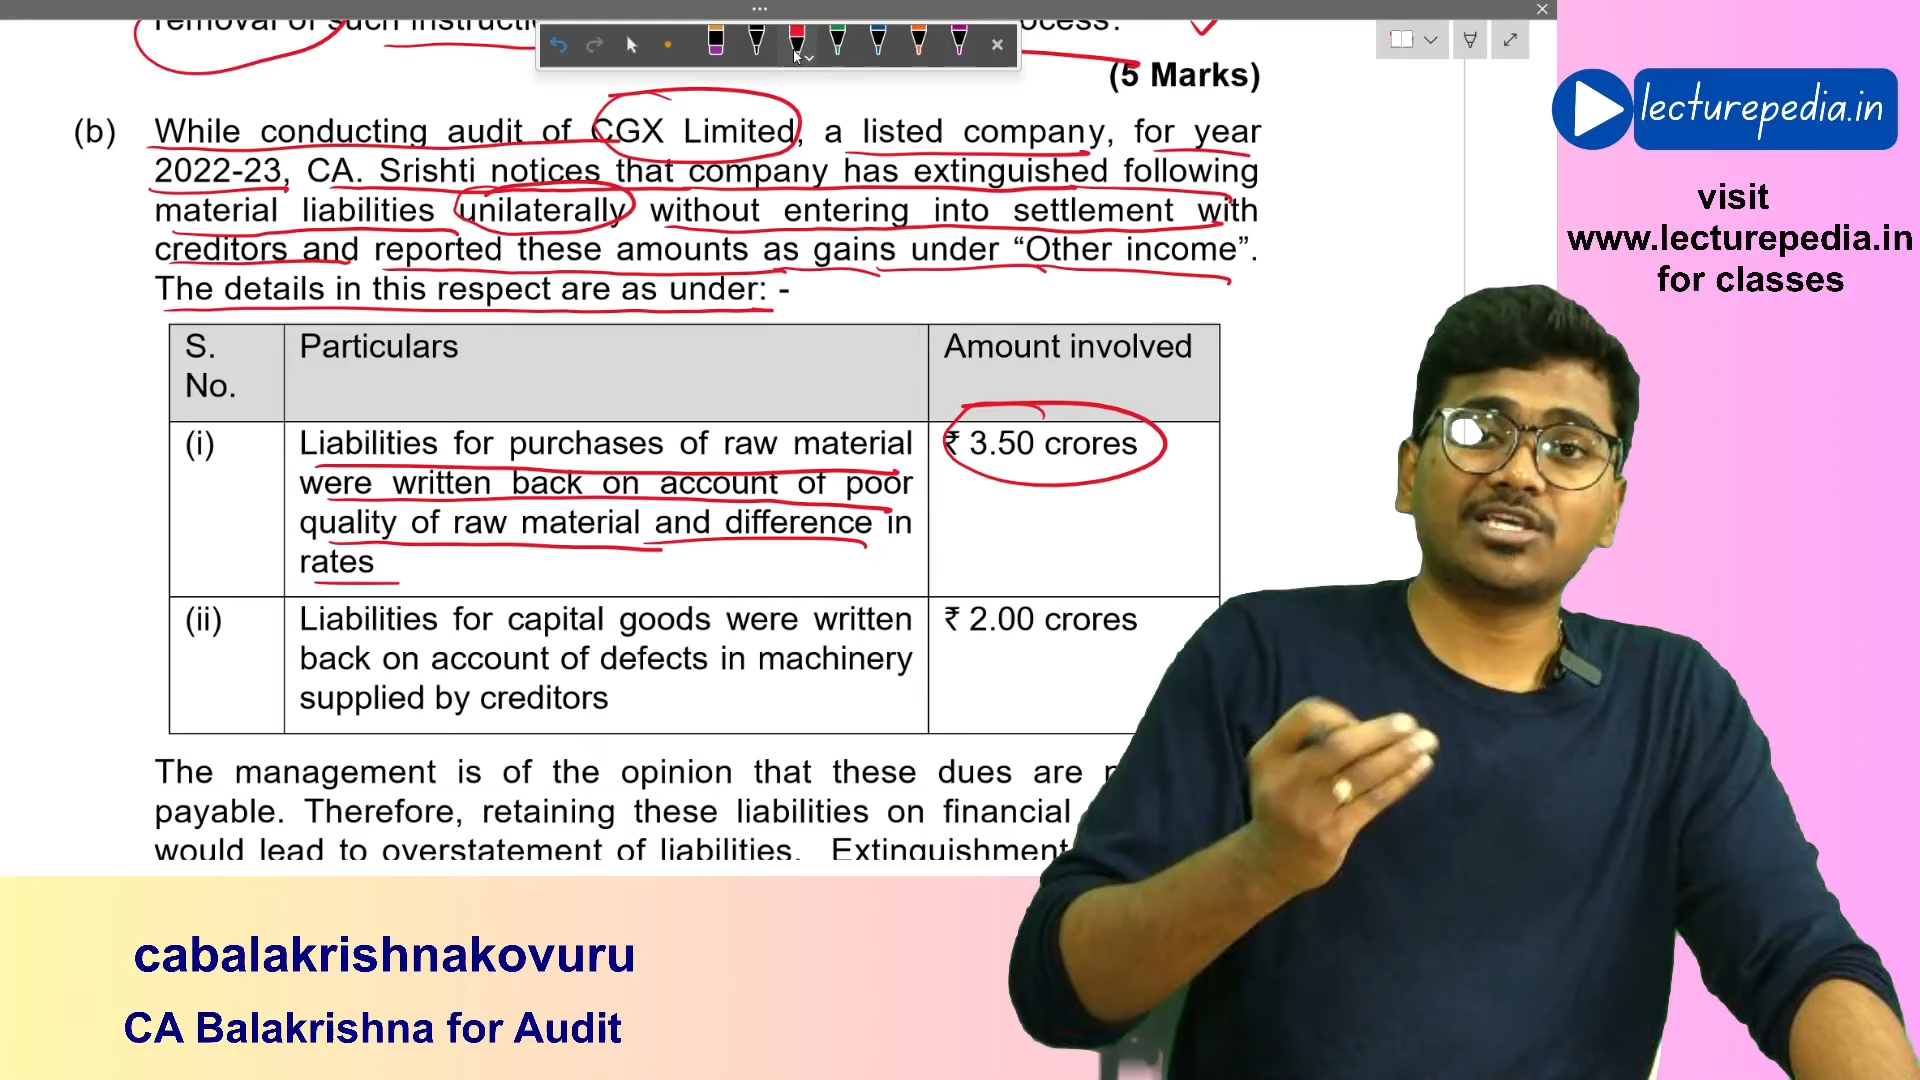 removal of such instructi ocess.
(5 Marks)
(b) While conducting audit of CGX Limited, a listed company, for year
2022-23, CA. Srishti notices that company has extinguished following
material liabilities unilaterally without entering into settlement with
creditors and reported these amounts as gains under “Other income”.
The details in this respect are as under: -
S. No. Particulars Amount involved
(i) Liabilities for purchases of raw material ₹ 3.50 crores
were written back on account of poor
quality of raw material and difference in
rates
(ii) Liabilities for capital goods were written ₹ 2.00 crores
back on account of defects in machinery
supplied by creditors
The management is of the opinion that these dues are
payable. Therefore, retaining these liabilities on financial
would lead to overstatement of liabilities. Extinguishment
lecturepedia.in
visit
www.lecturepedia.in
for classes
cabalakrishnakovuru
CA Balakrishna for Audit